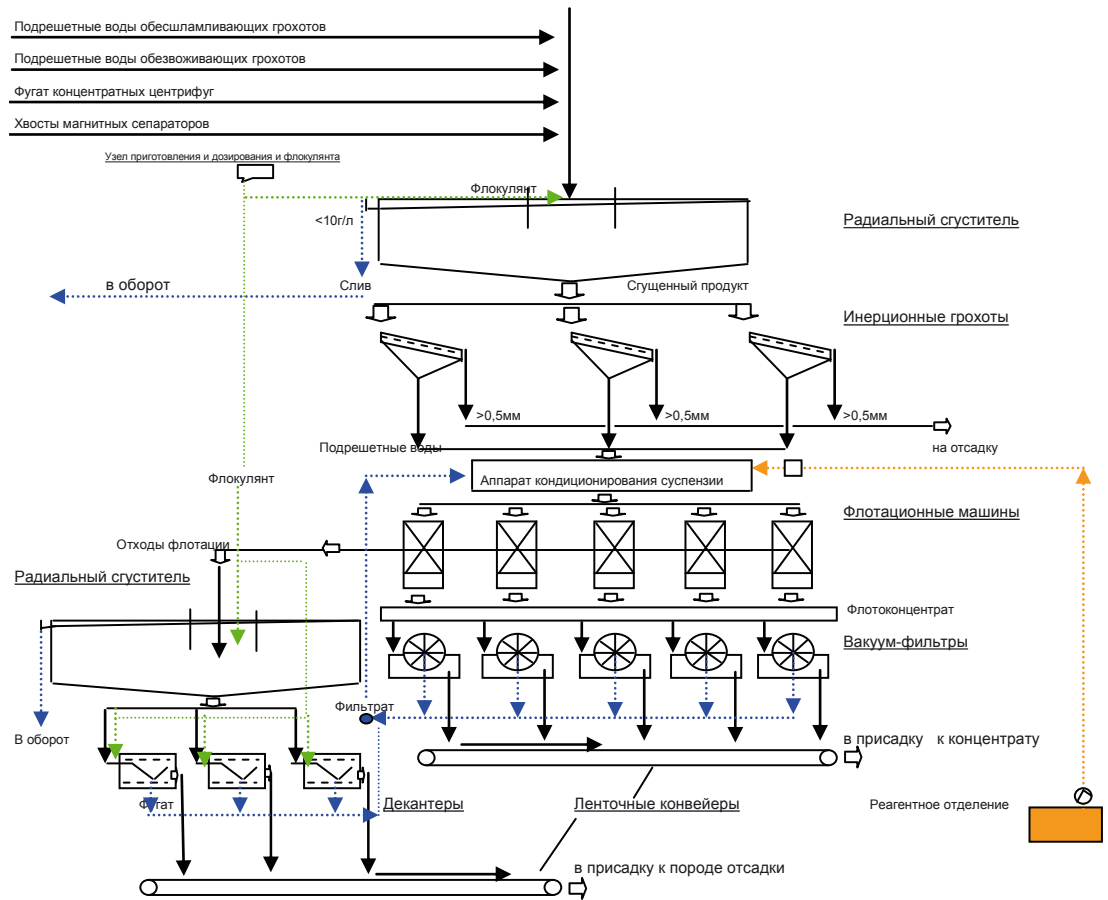 Подрешетные воды обесшламливающих грохотов
Подрешетные воды обезвоживающих грохотов
Фугат концентратных центрифуг
Хвосты магнитных сепараторов
Узел приготовления и дозирования и флокулянта
Флокулянт
<10г/л
Радиальный сгуститель
в оборот
Слив
Сгущенный продукт
Инерционные грохоты
>0,5мм
>0,5мм
>0,5мм
Подрешетные воды
на отсадку
Флокулянт
Аппарат кондиционирования суспензии
Флотационные машины
Отходы флотации
Радиальный сгуститель
Флотоконцентрат
Вакуум-фильтры
Фильтрат
В оборот
в присадку к концентрату
Фугат
Декантеры
Ленточные конвейеры
Реагентное отделение
в присадку к породе отсадки